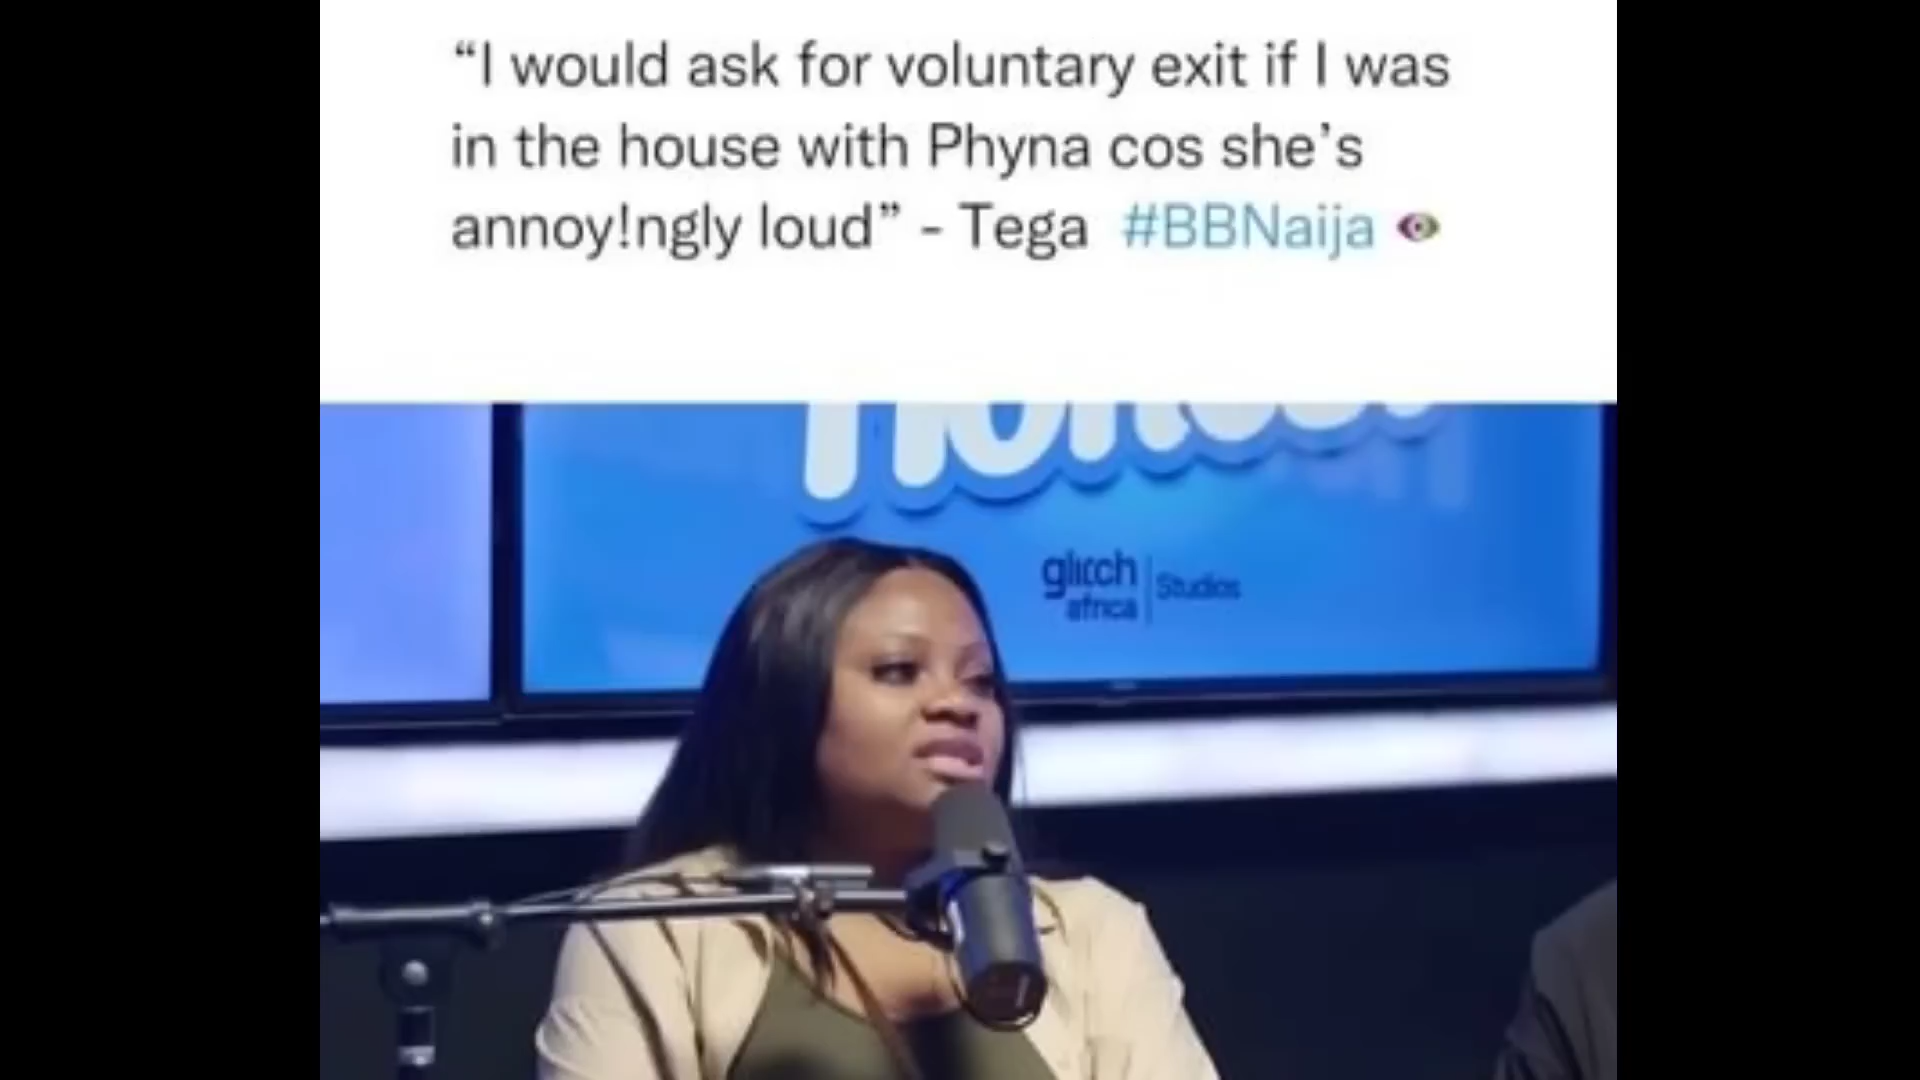 “I would ask for voluntary exit if I was
in the house with Phyna cos she’s
annoy!ngly loud” - Tega #BBNaija
glitch
africa
Studios